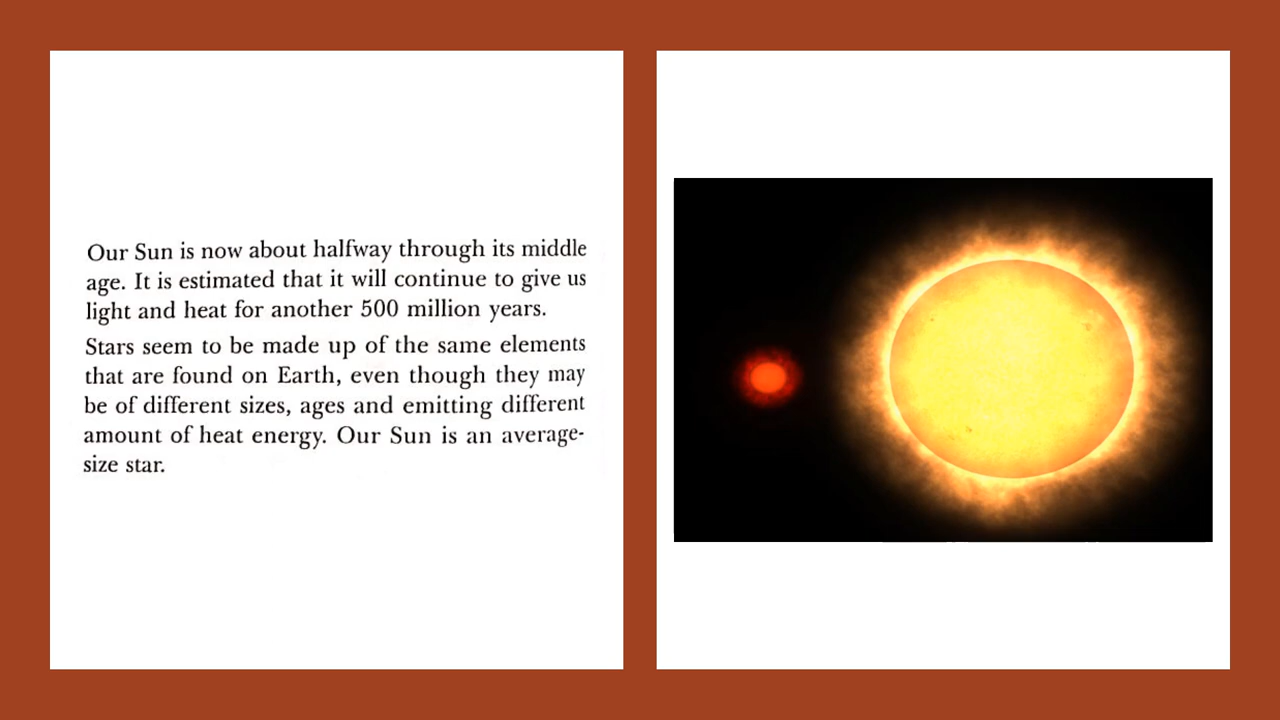 Our Sun is now about halfway through its middle
age. It is estimated that it will continue to give us
light and heat for another 500 million years.
Stars seem to be made up of the same elements
that are found on Earth, even though they may
be of different sizes, ages and emitting different
amount of heat energy. Our Sun is an average-
size star.